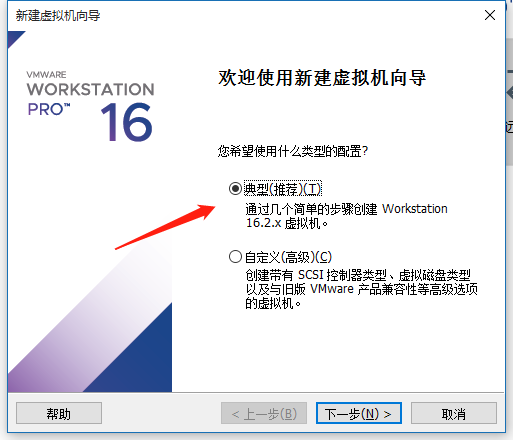 新建虚拟机向导
VMWARE
WORKSTATION
PRO™ 16
欢迎使用新建虚拟机向导
您希望使用什么类型的配置?
典型(推荐)(T)
通过几个简单的步骤创建 Workstation
16.2.x 虚拟机。
自定义(高级)(C)
创建带有 SCSI 控制器类型、虚拟磁盘类型
以及与旧版 VMware 产品兼容性等高级选项
的虚拟机。
帮助
< 上一步(B)
下一步(N) >
取消